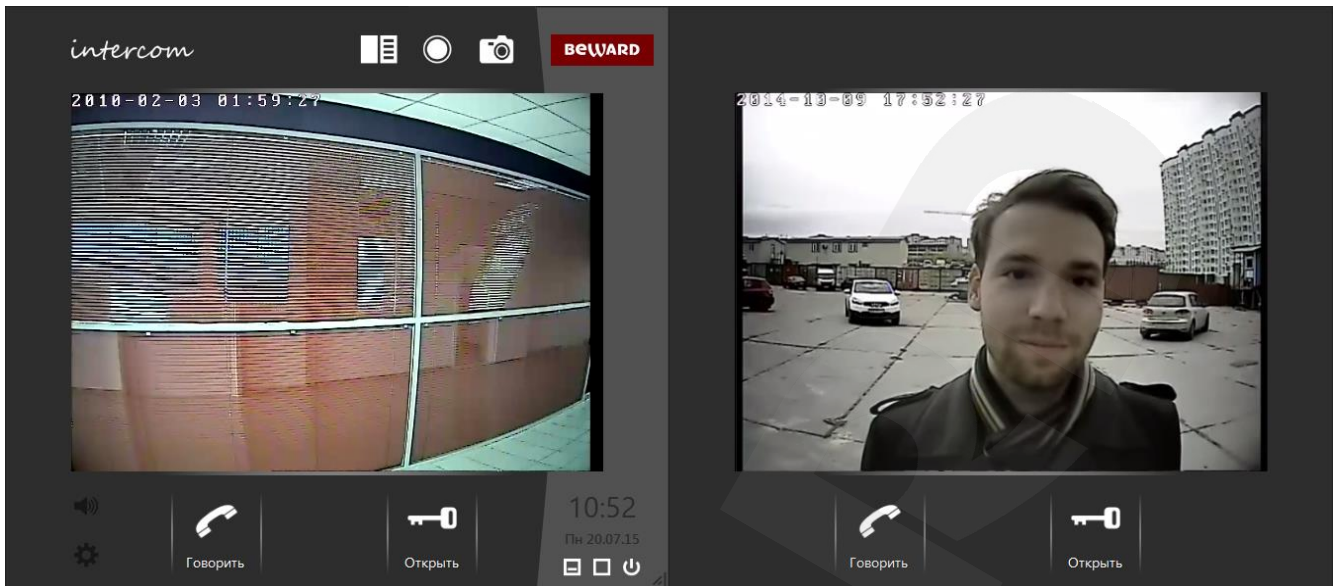 intercom
BEWARD
2010-02-03 01:59:27
2014-13-09 17:52:27
10:52
Пн 20.07.15
Говорить
Открыть
Говорить
Открыть